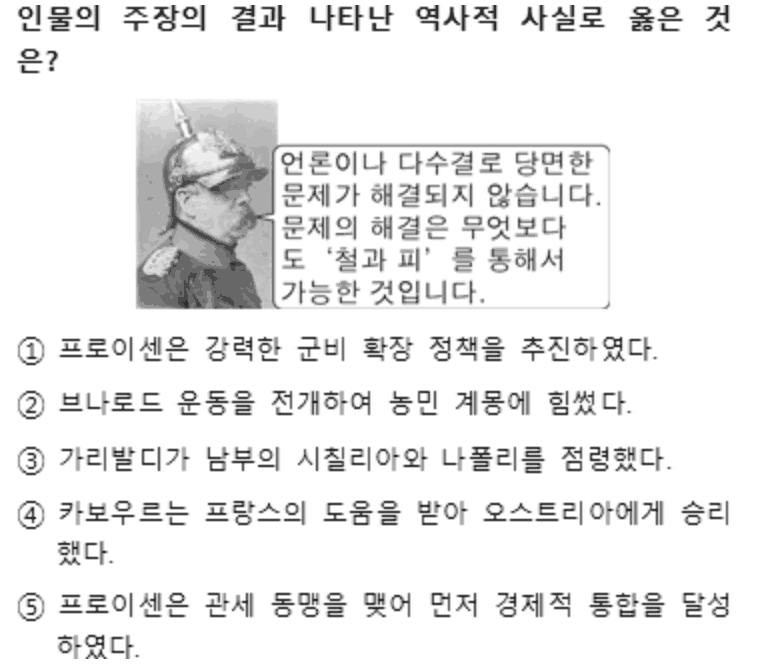 인물의 주장의 결과 나타난 역사적 사실로 옳은 것
은?
언론이나 다수결로 당면한
문제가 해결되지 않습니다.
문제의 해결은 무엇보다
도 ‘철과 피’ 를 통해서
가능한 것입니다.
① 프로이센은 강력한 군비 확장 정책을 추진하였다.
② 브나로드 운동을 전개하여 농민 계몽에 힘썼다.
③ 가리발디가 남부의 시칠리아와 나폴리를 점령했다.
④ 카보우르는 프랑스의 도움을 받아 오스트리아에게 승리
했다.
⑤ 프로이센은 관세 동맹을 맺어 먼저 경제적 통합을 달성
하였다.